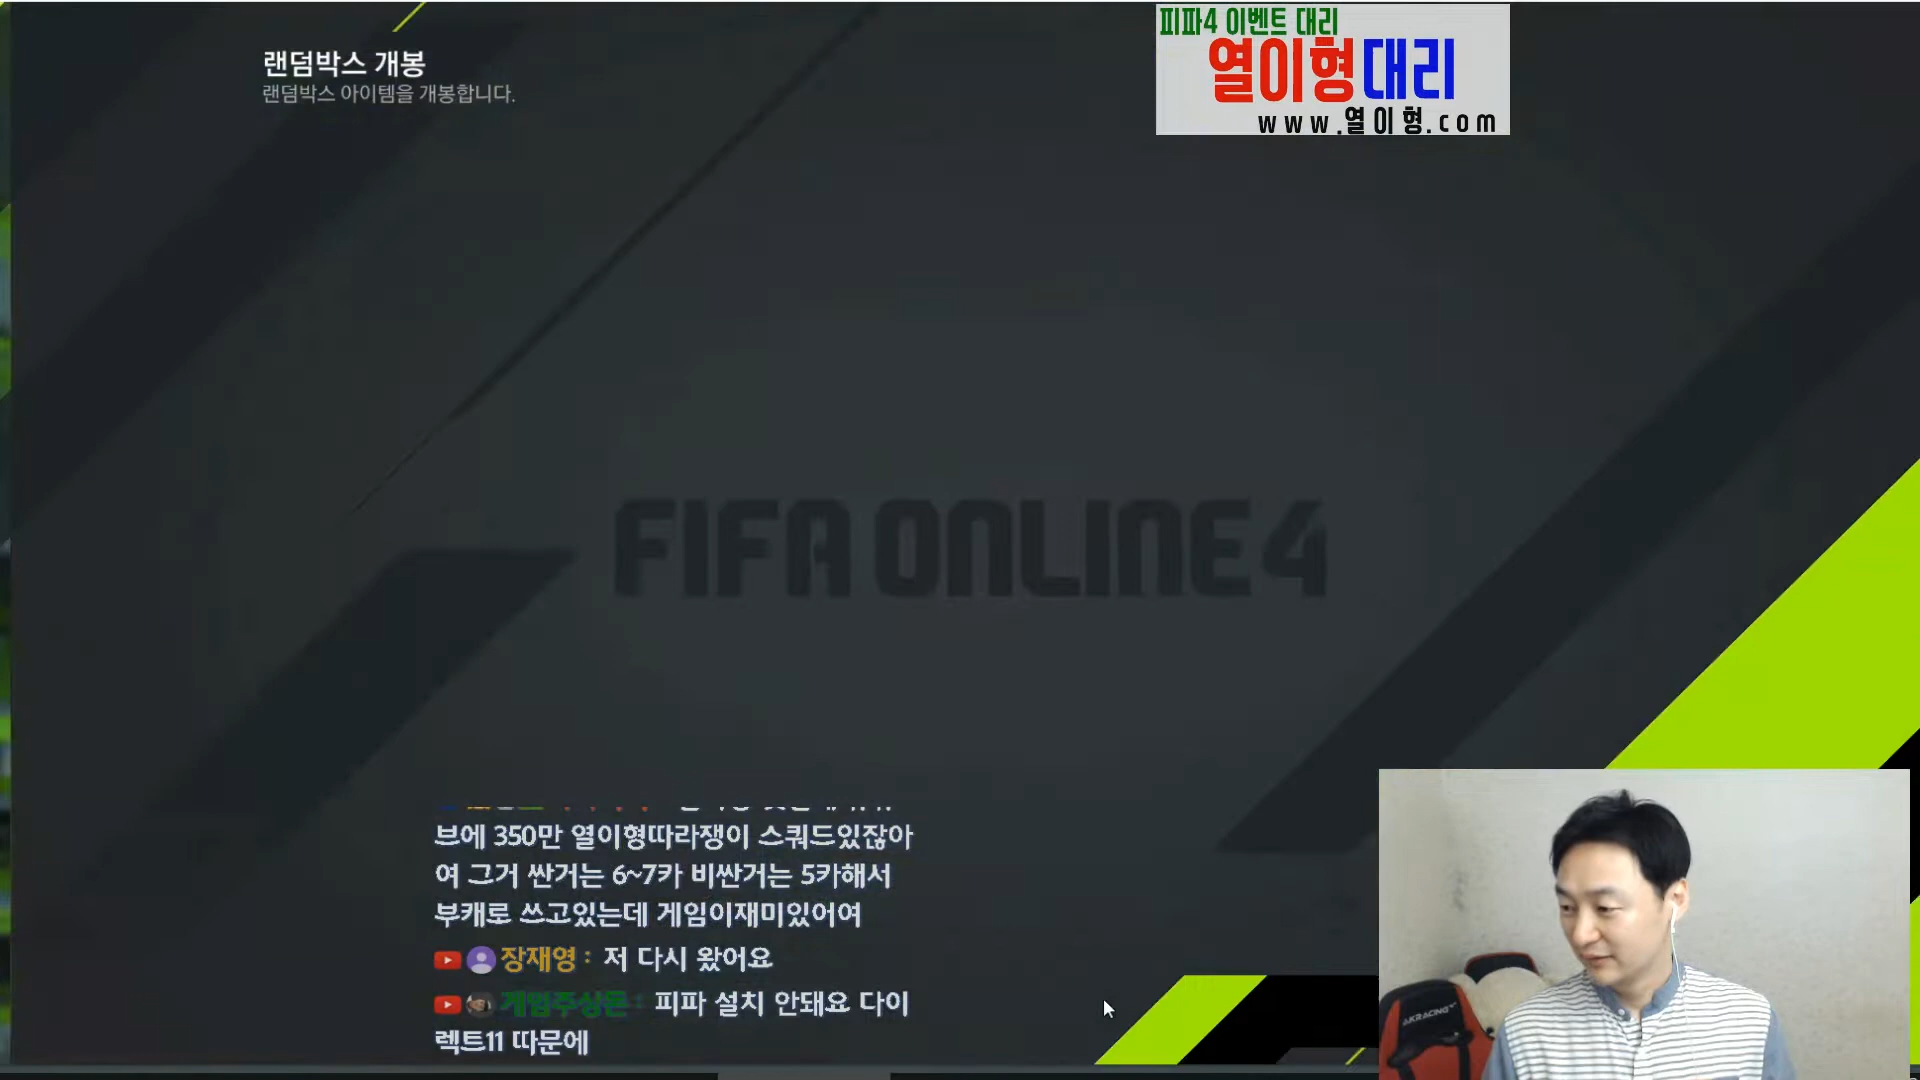 랜덤박스 개봉
랜덤박스 아이템을 개봉합니다.
피파4 이벤트 대리
열이형대리
www.열이형.com
FIFA ONLINE 4
브에 350만 열이형따라쟁이 스쿼드있잖아
여 그거 싼거는 6~7카 비싼거는 5카해서
부캐로 쓰고있는데 게임이재미있어여
장재영 : 저 다시 왔어요
게임주상튼 : 피파 설치 안돼요 다이
렉트11 따문에
AKRACING